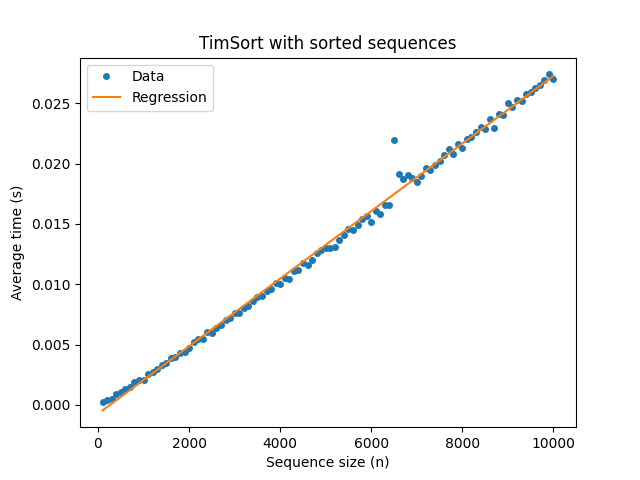 TimSort with sorted sequences
Data
Regression
0.025
0.020
0.015
0.010
0.005
0.000
Average time (s)
0 2000 4000 6000 8000 10000
Sequence size (n)